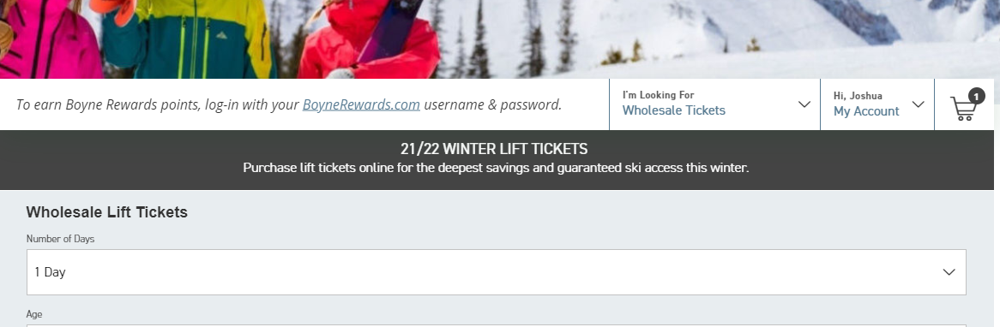 To earn Boyne Rewards points, log-in with your BoyneRewards.com username & password.
I'm Looking For
Wholesale Tickets
Hi, Joshua
My Account
1
21/22 WINTER LIFT TICKETS
Purchase lift tickets online for the deepest savings and guaranteed ski access this winter.
Wholesale Lift Tickets
Number of Days
1 Day
Age